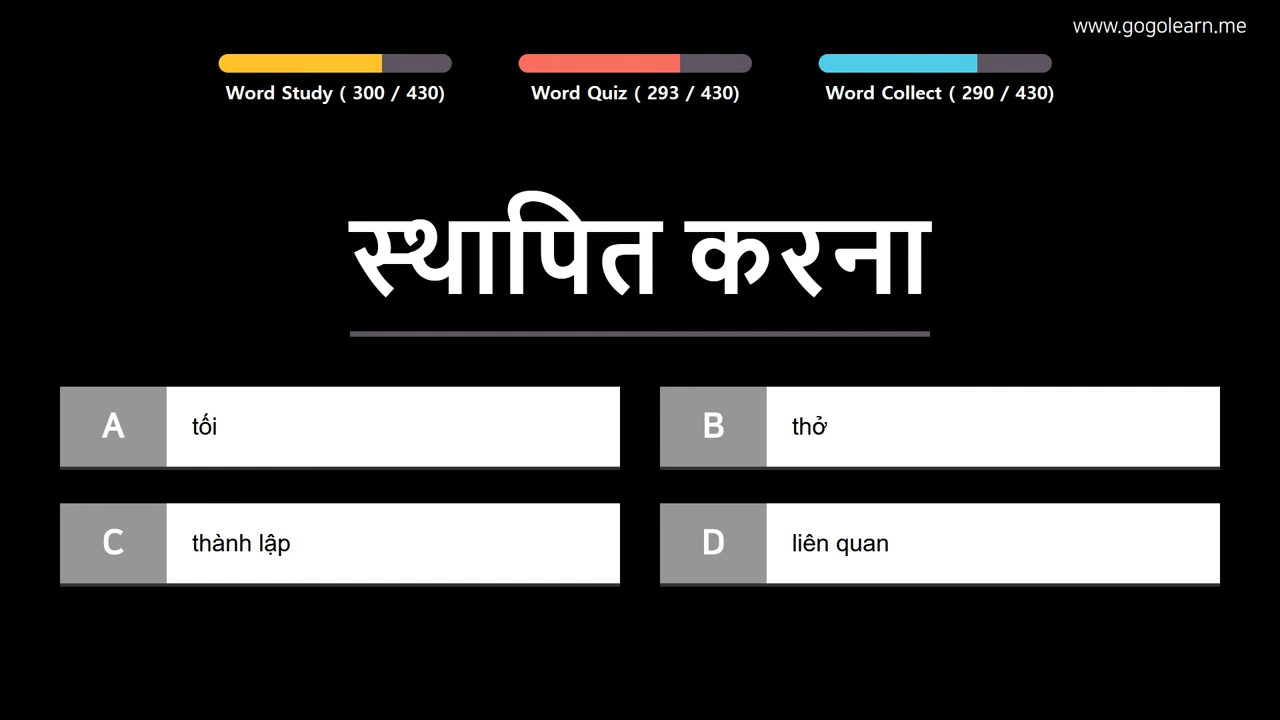 www.gogolearn.me
Word Study ( 300 / 430) Word Quiz ( 293 / 430) Word Collect ( 290 / 430)
स्थापित करना
A tối B thở
C thành lập D liên quan